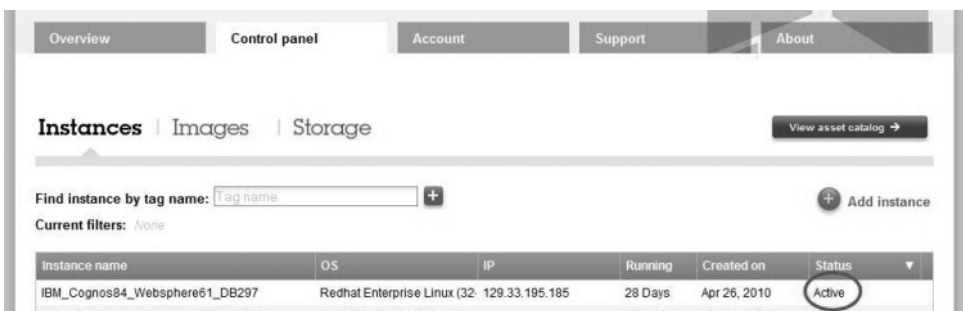 Overview Control panel Account Support About
Instances | Images | Storage View asset catalog →
Find instance by tag name: Tag name +
+ Add instance
Current filters: None
Instance name OS IP Running Created on Status ▼
IBM_Cognos84_Websphere61_DB297 Redhat Enterprise Linux (32- 129.33.195.185 28 Days Apr 26, 2010 Active